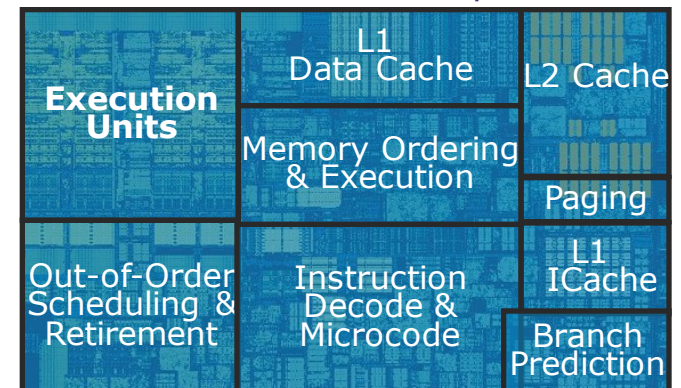 Execution
Units
L1
Data Cache
L2 Cache
Memory Ordering
& Execution
Paging
Out-of-Order
Scheduling &
Retirement
Instruction
Decode &
Microcode
L1
ICache
Branch
Prediction